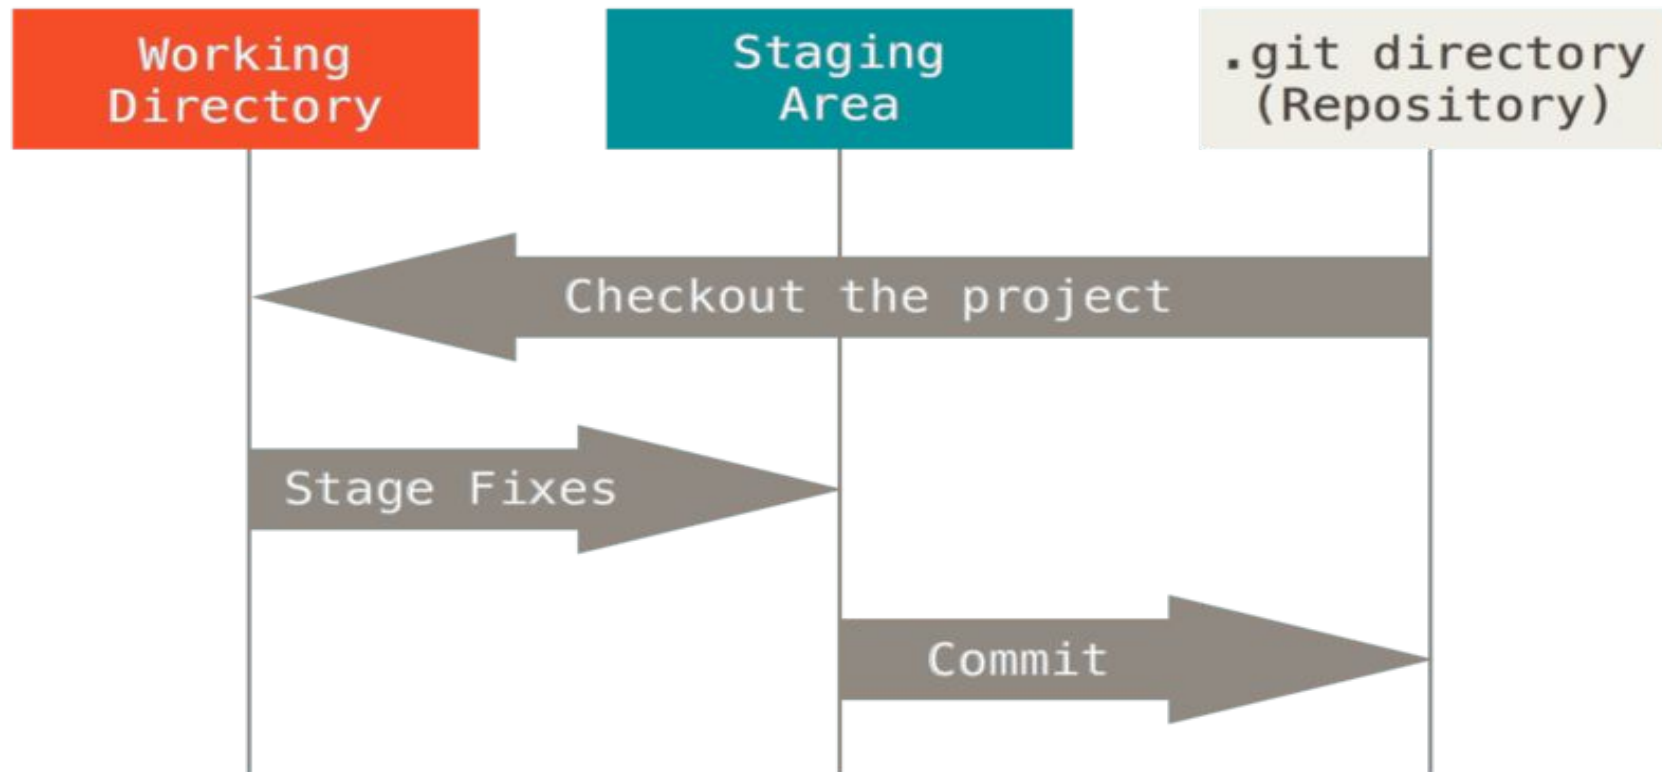 Working
Directory
Staging
Area
.git directory
(Repository)
Checkout the project
Stage Fixes
Commit